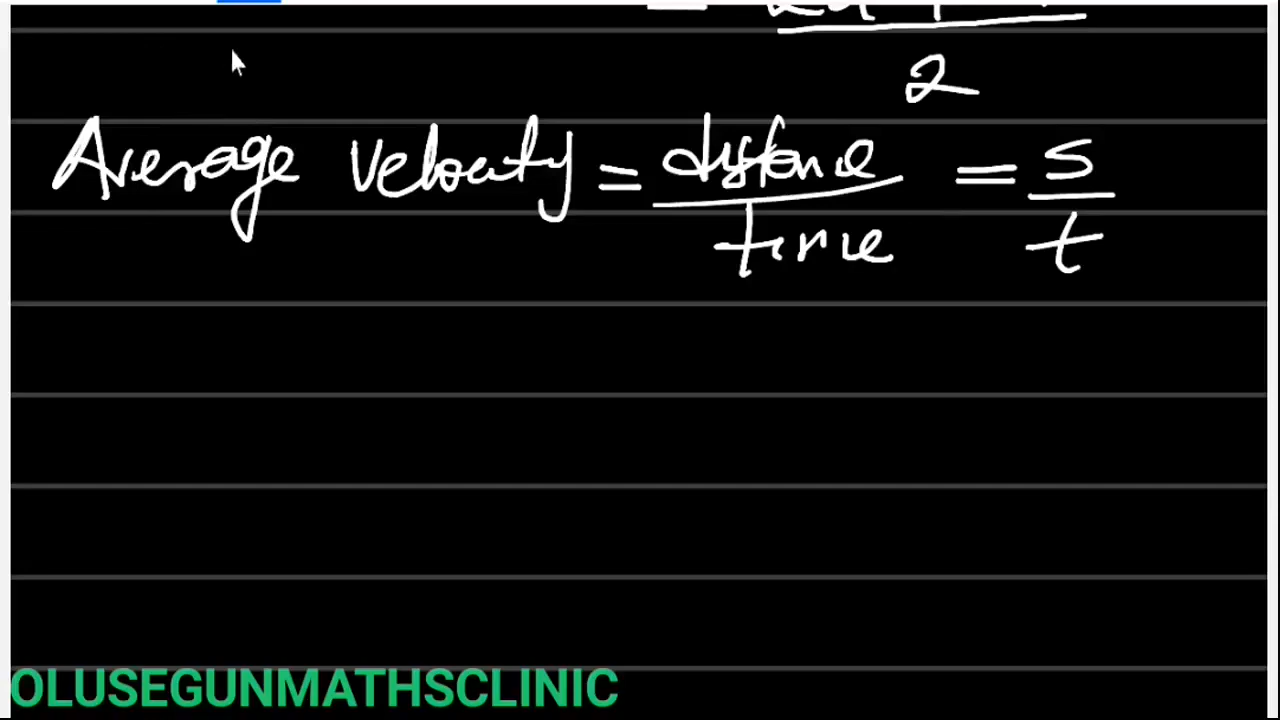 =
2
Average velocity = distance / time = s / t
OLUSEGUNMATHSCLINIC